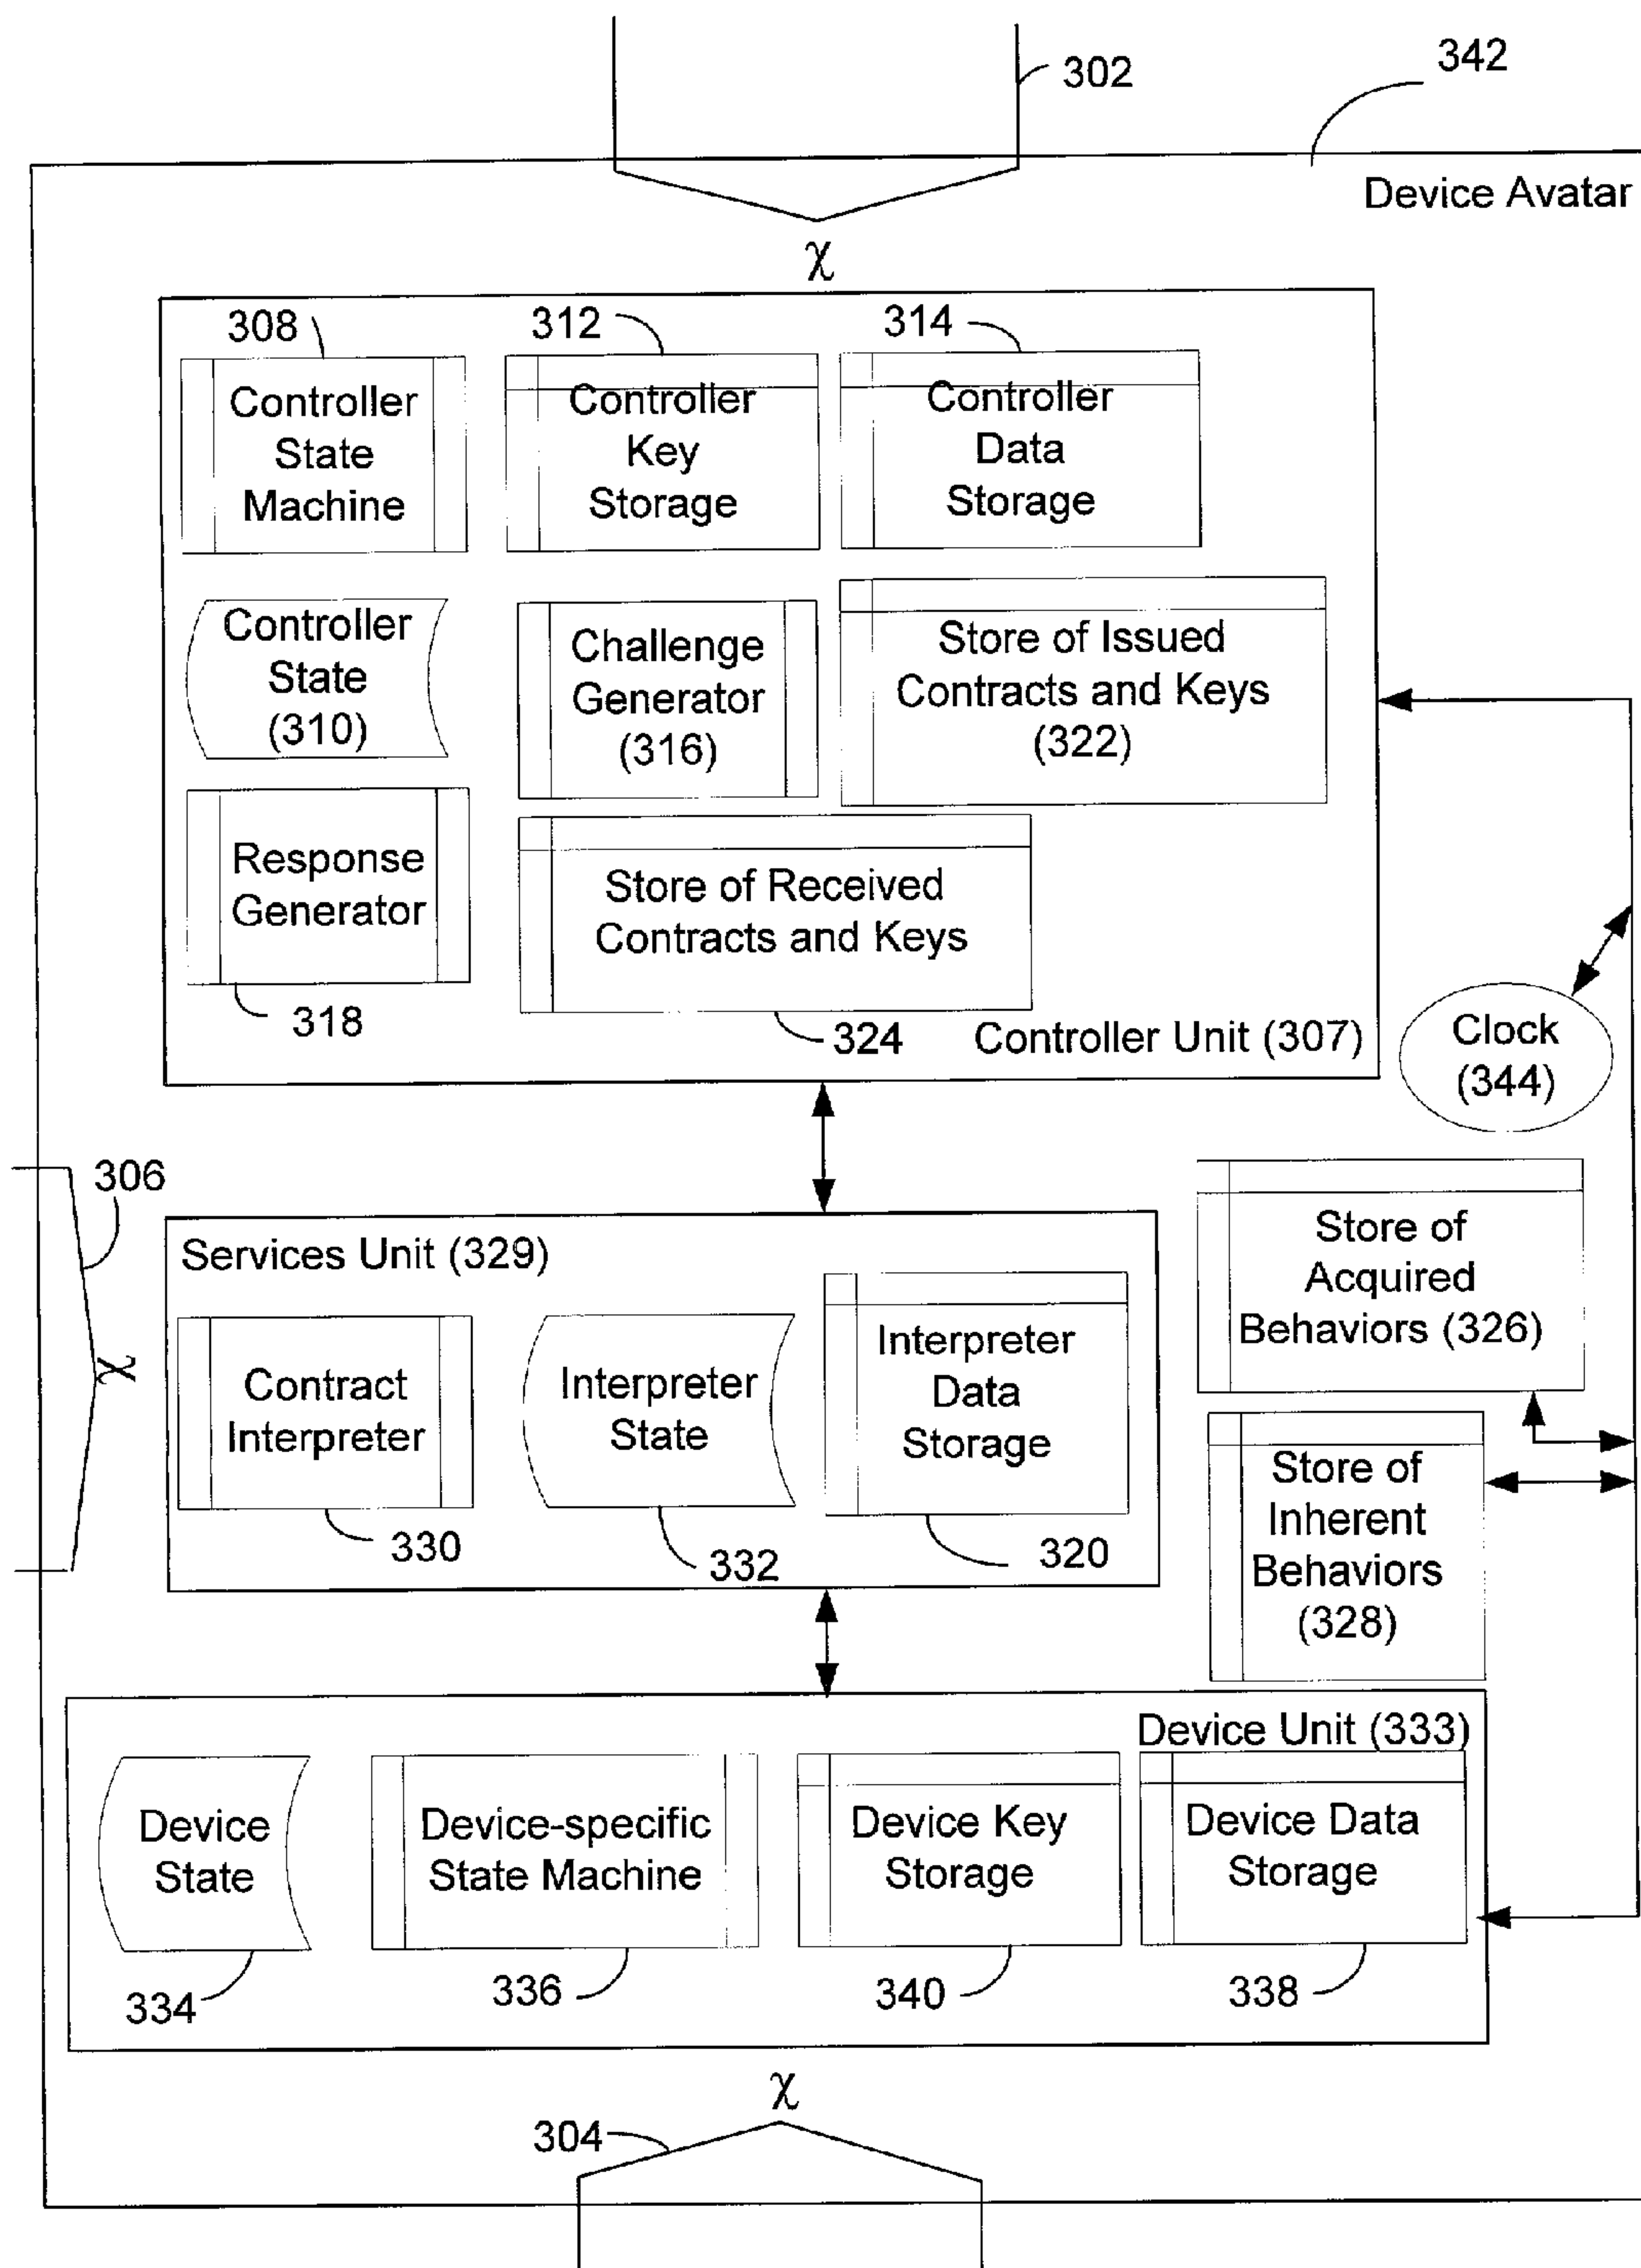 302
342
Device Avatar
χ
308
312
314
Controller
State
Machine
Controller
Key
Storage
Controller
Data
Storage
Controller
State
(310)
Challenge
Generator
(316)
Store of Issued
Contracts and Keys
(322)
Response
Generator
Store of Received
Contracts and Keys
318
324
Controller Unit (307)
Clock
(344)
306
χ
Services Unit (329)
Contract
Interpreter
Interpreter
State
Interpreter
Data
Storage
330
332
320
Store of
Acquired
Behaviors (326)
Store of
Inherent
Behaviors
(328)
Device Unit (333)
Device
State
Device-specific
State Machine
Device Key
Storage
Device Data
Storage
334
336
340
338
χ
304